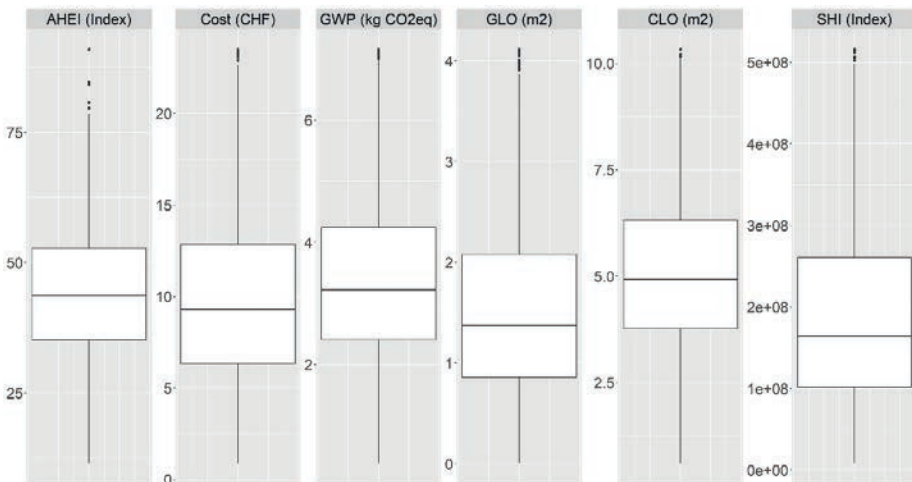 AHEI (Index)
75
50
25
Cost (CHF)
20
15
10
5
0
GWP (kg CO2eq)
6
4
2
GLO (m2)
4
3
2
1
0
CLO (m2)
10.0
7.5
5.0
2.5
SHI (Index)
5e+08
4e+08
3e+08
2e+08
1e+08
0e+00